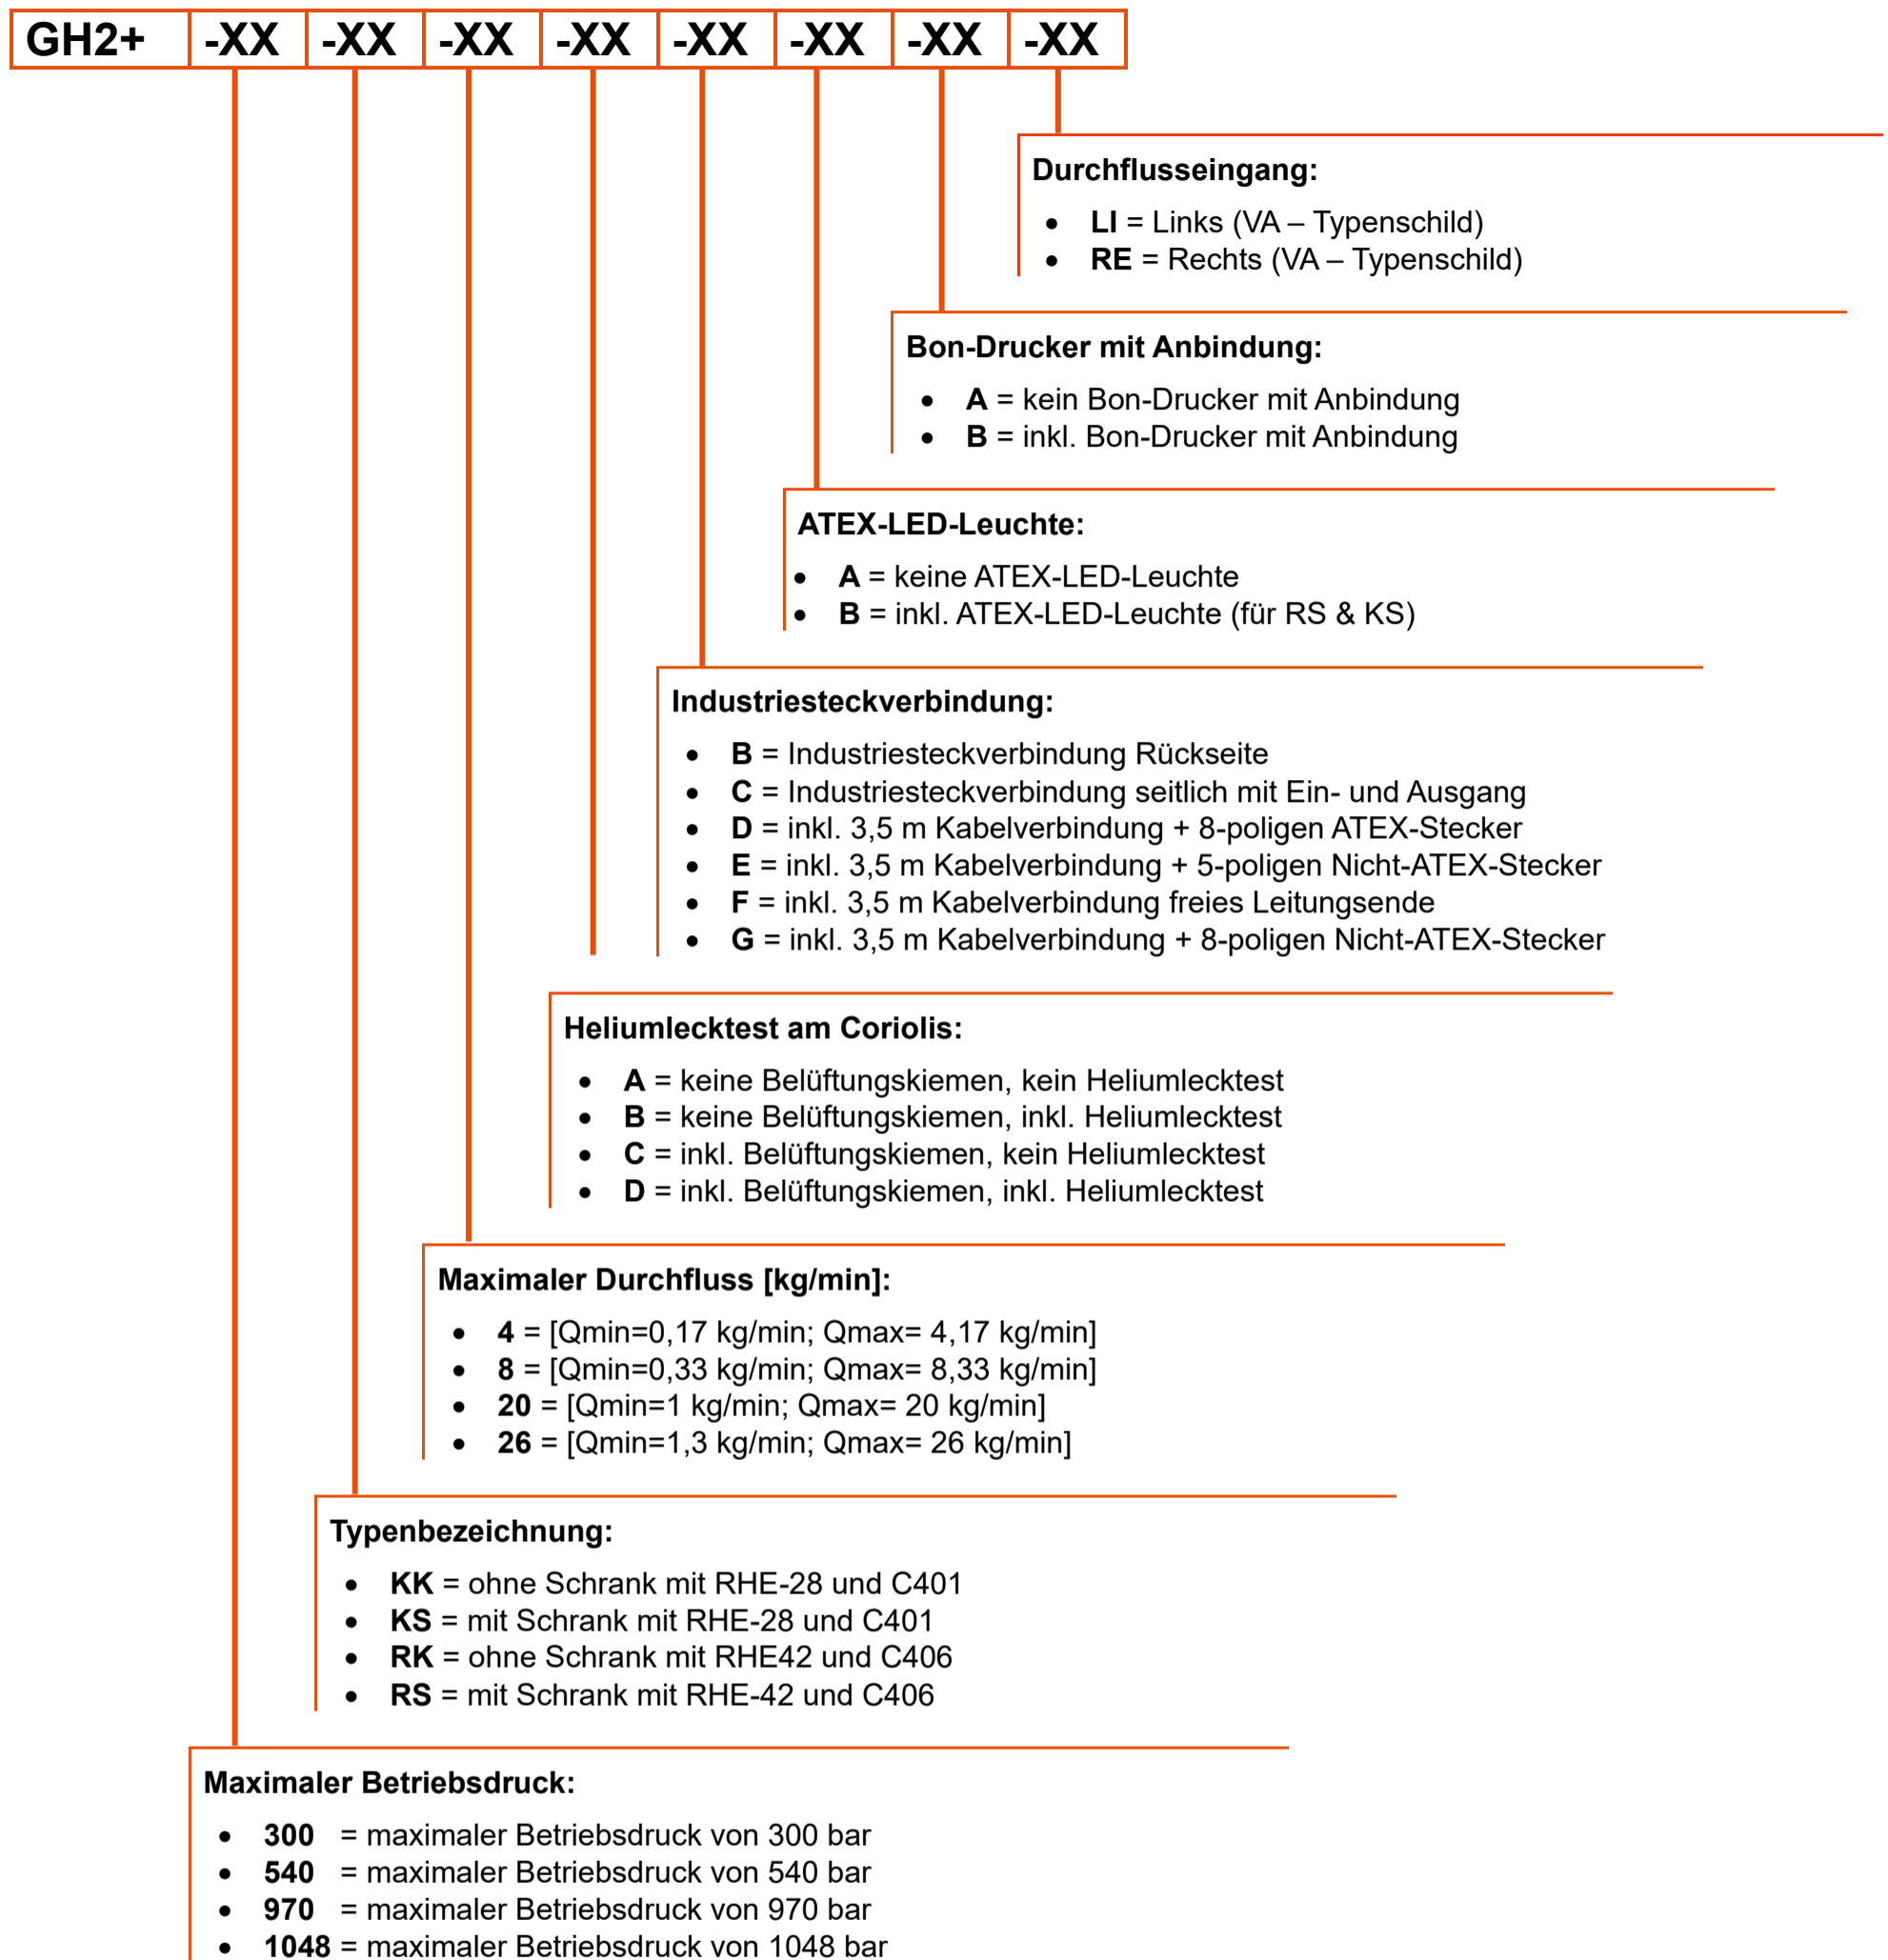 GH2+ -XX -XX -XX -XX -XX -XX -XX -XX
Durchflusseingang:
• LI = Links (VA – Typenschild)
• RE = Rechts (VA – Typenschild)
Bon-Drucker mit Anbindung:
• A = kein Bon-Drucker mit Anbindung
• B = inkl. Bon-Drucker mit Anbindung
ATEX-LED-Leuchte:
• A = keine ATEX-LED-Leuchte
• B = inkl. ATEX-LED-Leuchte (für RS & KS)
Industriesteckverbindung:
• B = Industriesteckverbindung Rückseite
• C = Industriesteckverbindung seitlich mit Ein- und Ausgang
• D = inkl. 3,5 m Kabelverbindung + 8-poligen ATEX-Stecker
• E = inkl. 3,5 m Kabelverbindung + 5-poligen Nicht-ATEX-Stecker
• F = inkl. 3,5 m Kabelverbindung freies Leitungsende
• G = inkl. 3,5 m Kabelverbindung + 8-poligen Nicht-ATEX-Stecker
Heliumlecktest am Coriolis:
• A = keine Belüftungskiemen, kein Heliumlecktest
• B = keine Belüftungskiemen, inkl. Heliumlecktest
• C = inkl. Belüftungskiemen, kein Heliumlecktest
• D = inkl. Belüftungskiemen, inkl. Heliumlecktest
Maximaler Durchfluss [kg/min]:
• 4 = [Qmin=0,17 kg/min; Qmax= 4,17 kg/min]
• 8 = [Qmin=0,33 kg/min; Qmax= 8,33 kg/min]
• 20 = [Qmin=1 kg/min; Qmax= 20 kg/min]
• 26 = [Qmin=1,3 kg/min; Qmax= 26 kg/min]
Typenbezeichnung:
• KK = ohne Schrank mit RHE-28 und C401
• KS = mit Schrank mit RHE-28 und C401
• RK = ohne Schrank mit RHE42 und C406
• RS = mit Schrank mit RHE-42 und C406
Maximaler Betriebsdruck:
• 300 = maximaler Betriebsdruck von 300 bar
• 540 = maximaler Betriebsdruck von 540 bar
• 970 = maximaler Betriebsdruck von 970 bar
• 1048 = maximaler Betriebsdruck von 1048 bar